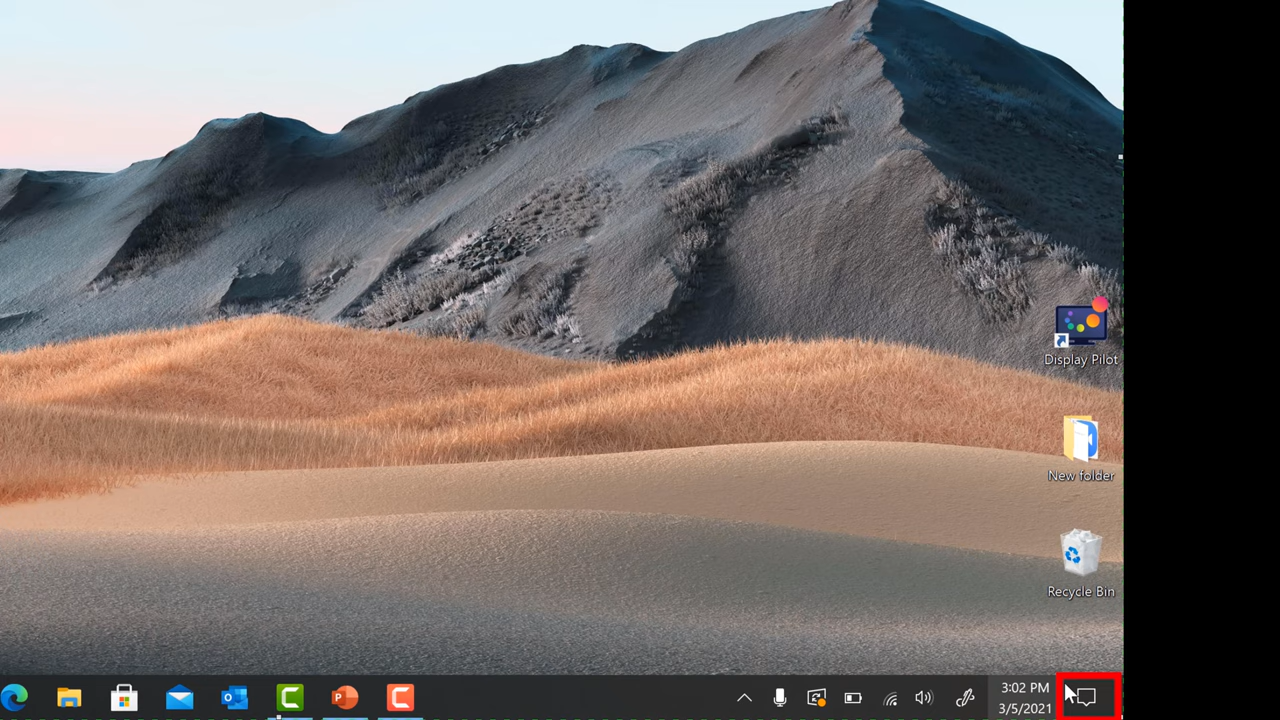 Display Pilot
New folder
Recycle Bin
3:02 PM
3/5/2021